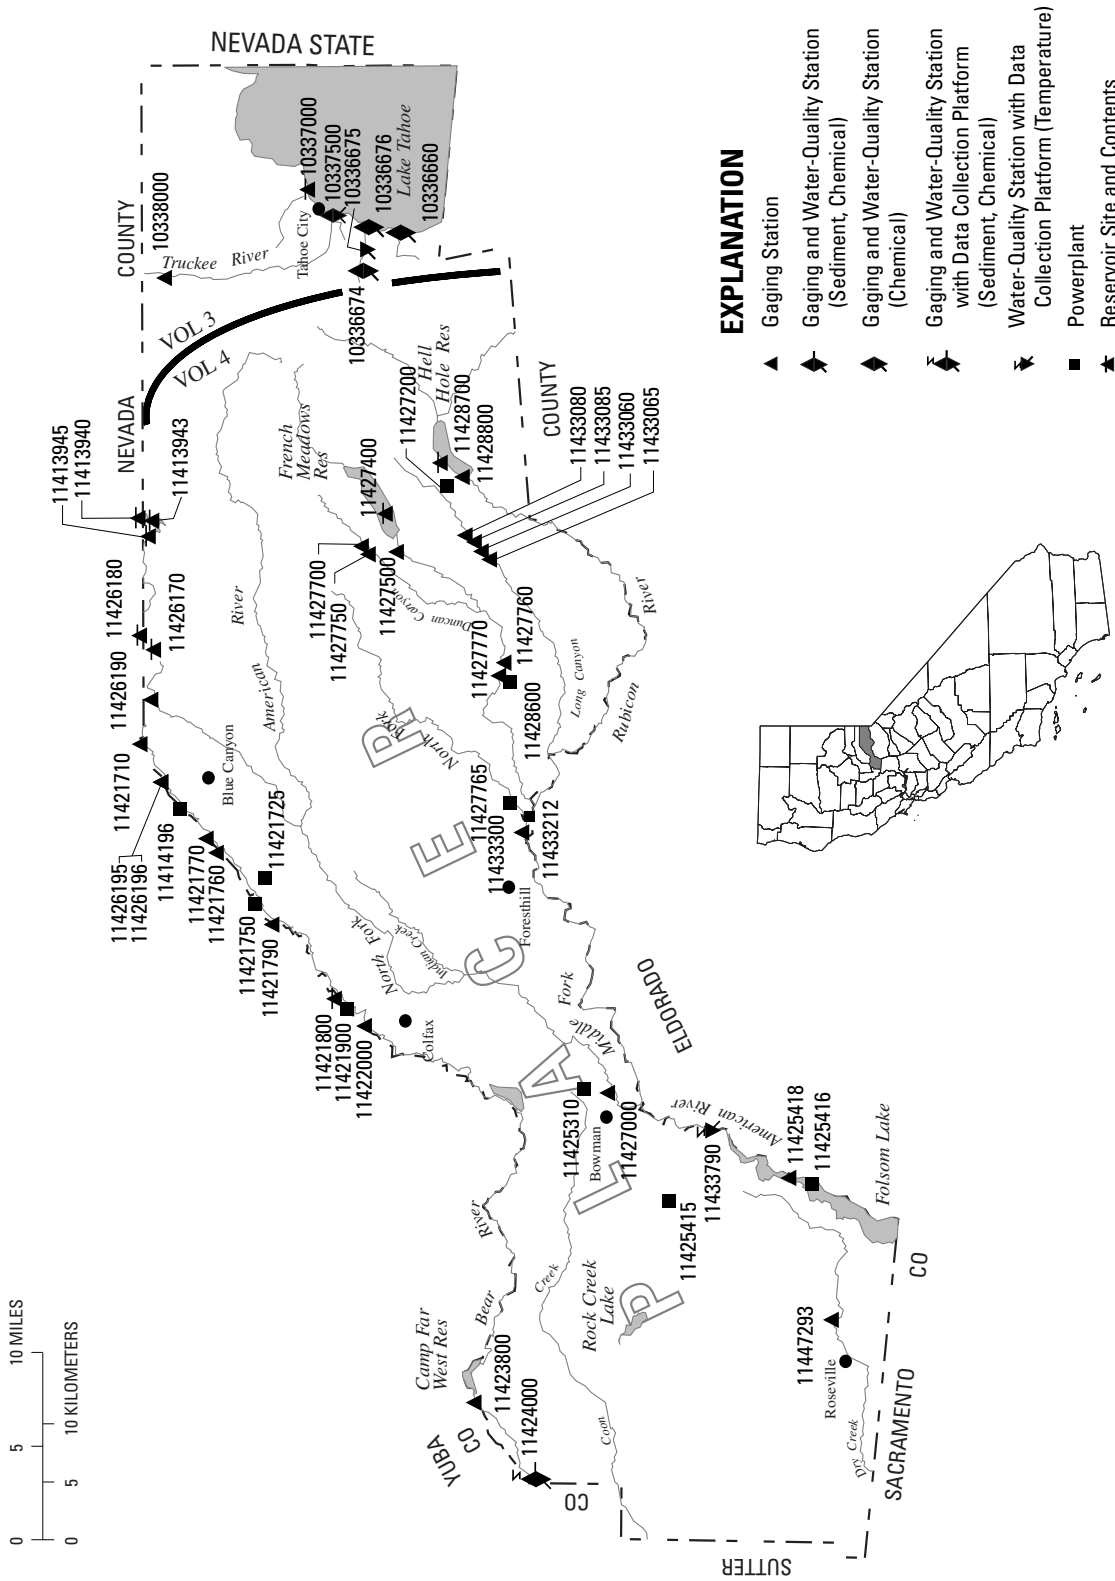 NEVADA STATE
COUNTY
10338000
Truckee River
Tahoe City
10337000
10337500
10336675
10336676
Lake Tahoe
10336660
10336674
VOL 3
VOL 4
NEVADA
11413945
11413940
11413943
11426180
11426170
11426190
11421710
11426195
11426196
11414196
11421770
11421760
11421725
11421750
11421790
11421800
11421900
11422000
Blue Canyon
Colfax
River
American
North Fork
Indian Creek
French
Meadows
Res
11427400
11427700
11427750
11427500
Duncan Canyon
Hell
Hole Res
11427200
11428700
11428800
COUNTY
11433080
11433085
11433060
11433065
11427760
11427770
11428600
Long Canyon
Rubicon
River
North Fork
11427765
11433300
11433212
Foresthill
PLACER
Middle
Fork
ELDORADO
11425310
Bowman
11427000
American River
11433790
11425418
11425416
Folsom Lake
11425415
Rock Creek
Lake
Bear
River
Camp Far
West Res
11423800
11424000
YUBA
CO
CO
Coon
Creek
11447293
Roseville
Dry Creek
SACRAMENTO
CO
SUTTER
0 5 10 MILES
0 5 10 KILOMETERS
EXPLANATION
Gaging Station
Gaging and Water-Quality Station
(Sediment, Chemical)
Gaging and Water-Quality Station
(Chemical)
Gaging and Water-Quality Station
with Data Collection Platform
(Sediment, Chemical)
Water-Quality Station with Data
Collection Platform (Temperature)
Powerplant
Reservoir Site and Contents